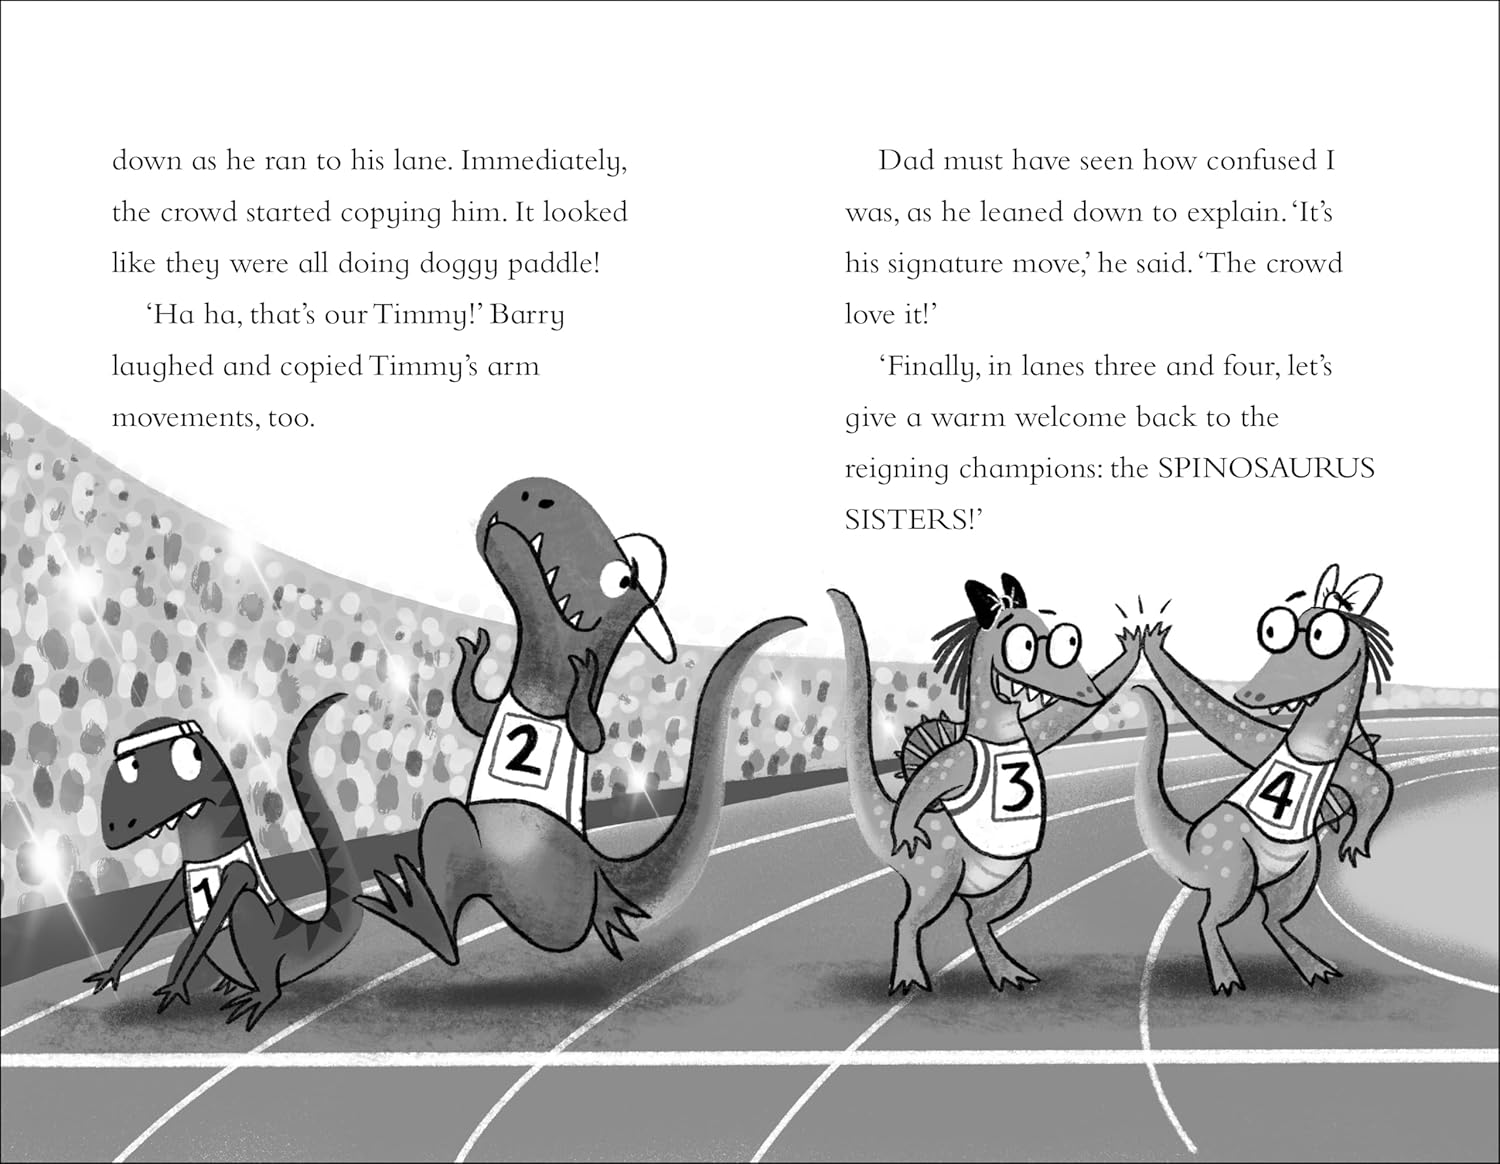 down as he ran to his lane. Immediately,
the crowd started copying him. It looked
like they were all doing doggy paddle!
‘Ha ha, that’s our Timmy!’ Barry
laughed and copied Timmy’s arm
movements, too.
Dad must have seen how confused I
was, as he leaned down to explain. ‘It’s
his signature move,’ he said. ‘The crowd
love it!’
‘Finally, in lanes three and four, let’s
give a warm welcome back to the
reigning champions: the SPINOSAURUS
SISTERS!’
1
2
3
4